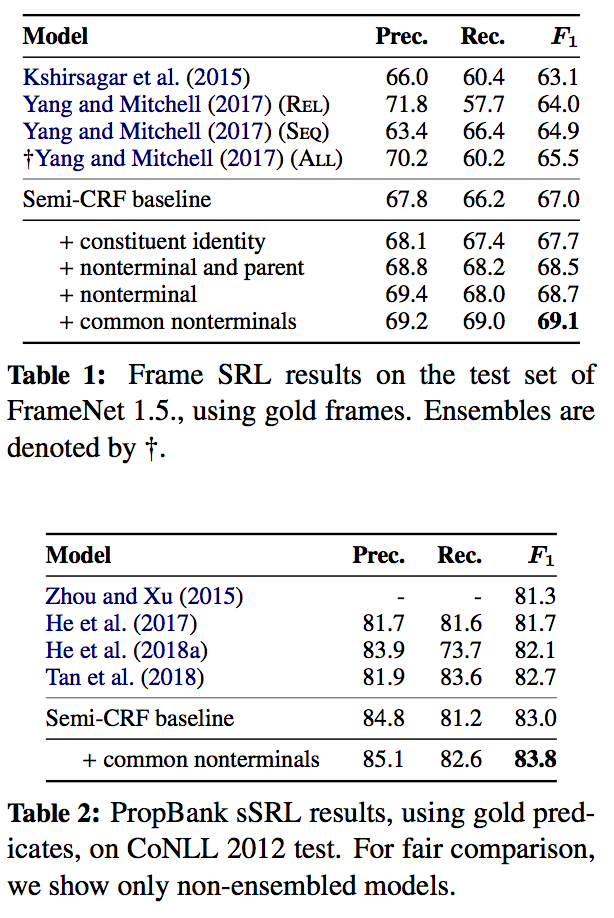 Model Prec. Rec. F1
Kshirsagar et al. (2015) 66.0 60.4 63.1
Yang and Mitchell (2017) (REL) 71.8 57.7 64.0
Yang and Mitchell (2017) (SEQ) 63.4 66.4 64.9
†Yang and Mitchell (2017) (ALL) 70.2 60.2 65.5
Semi-CRF baseline 67.8 66.2 67.0
+ constituent identity 68.1 67.4 67.7
+ nonterminal and parent 68.8 68.2 68.5
+ nonterminal 69.4 68.0 68.7
+ common nonterminals 69.2 69.0 69.1
Table 1: Frame SRL results on the test set of
FrameNet 1.5., using gold frames. Ensembles are
denoted by †.
Model Prec. Rec. F1
Zhou and Xu (2015) - - 81.3
He et al. (2017) 81.7 81.6 81.7
He et al. (2018a) 83.9 73.7 82.1
Tan et al. (2018) 81.9 83.6 82.7
Semi-CRF baseline 84.8 81.2 83.0
+ common nonterminals 85.1 82.6 83.8
Table 2: PropBank sSRL results, using gold pred-
icates, on CoNLL 2012 test. For fair comparison,
we show only non-ensembled models.